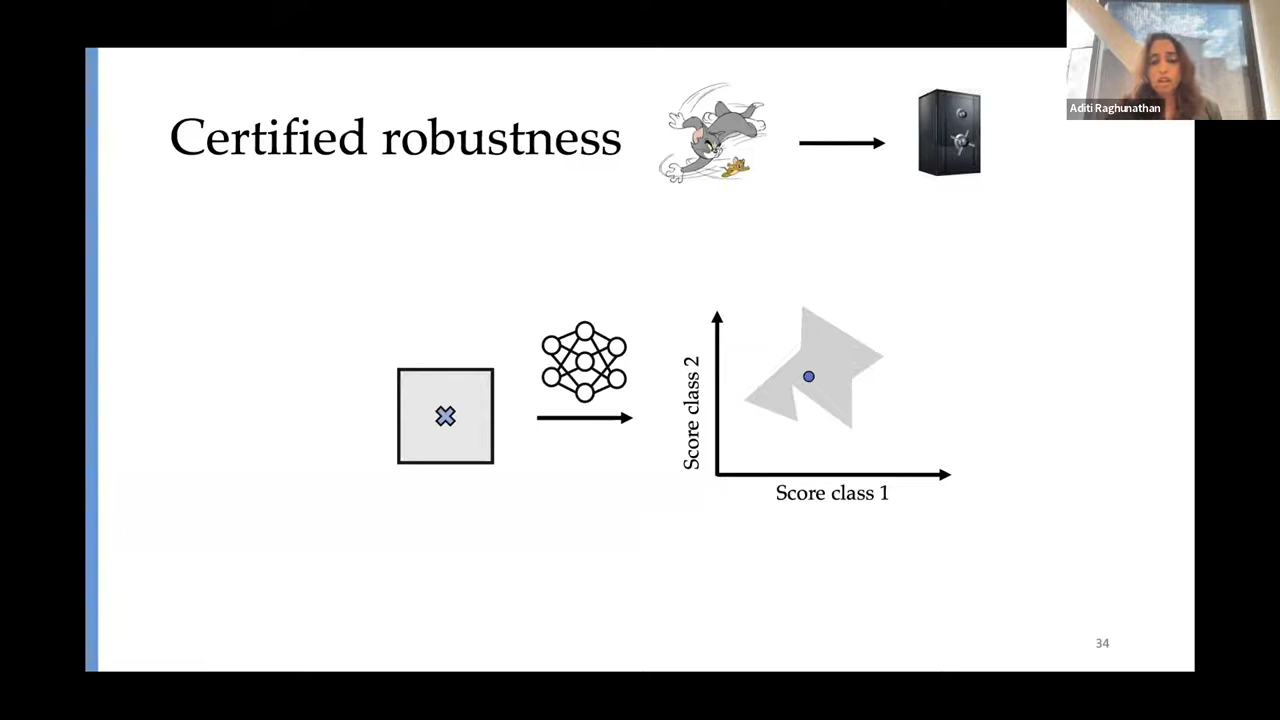 Certified robustness
Aditi Raghunathan
Score class 2
Score class 1
34